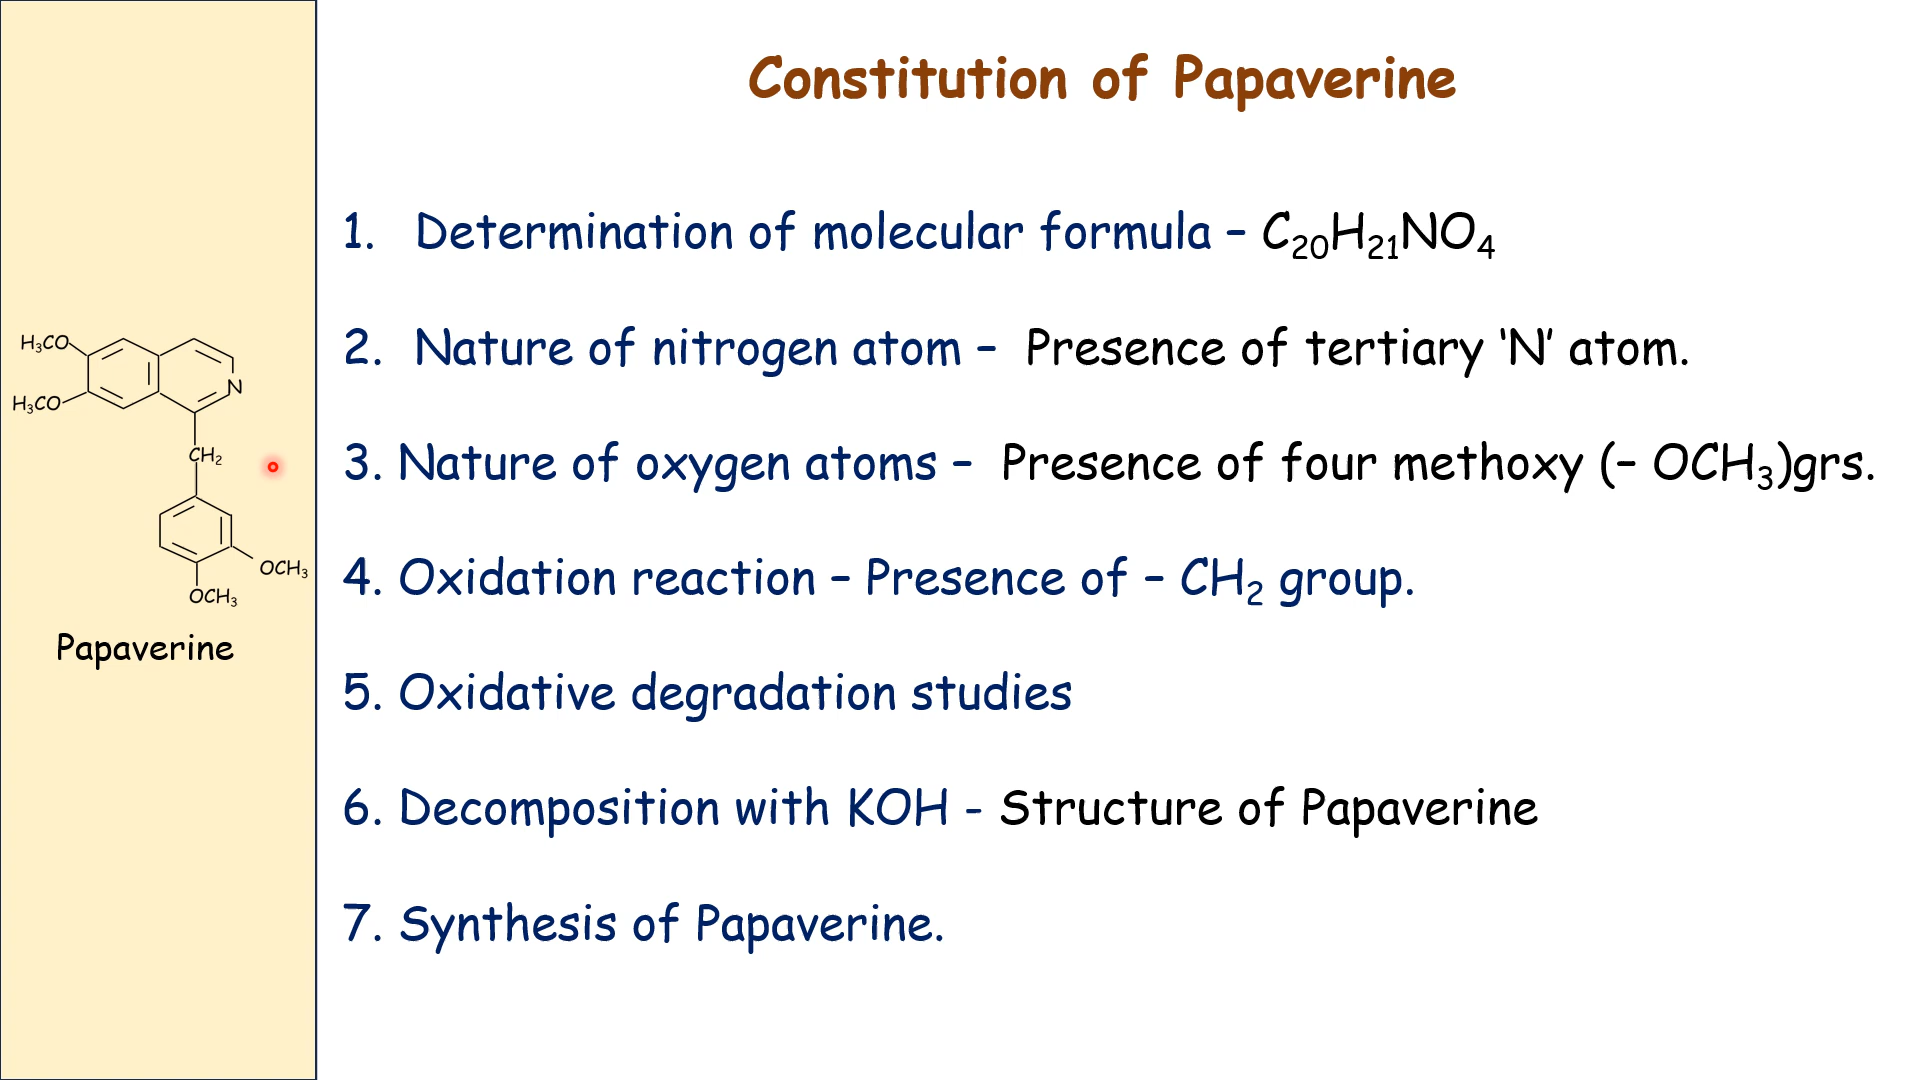 Constitution of Papaverine
1. Determination of molecular formula – C₂₀H₂₁NO₄
2. Nature of nitrogen atom – Presence of tertiary ‘N’ atom.
3. Nature of oxygen atoms – Presence of four methoxy (– OCH₃)grs.
4. Oxidation reaction – Presence of – CH₂ group.
5. Oxidative degradation studies
6. Decomposition with KOH - Structure of Papaverine
7. Synthesis of Papaverine.
H₃CO
N
H₃CO
CH₂
OCH₃
OCH₃
Papaverine